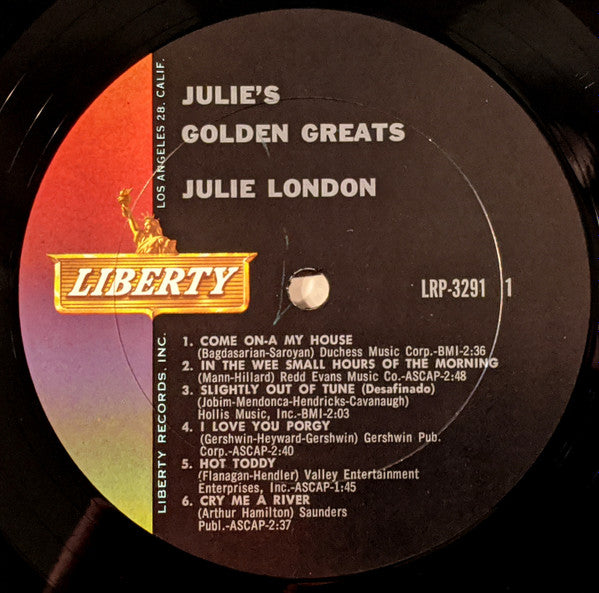 JULIE'S
GOLDEN GREATS
JULIE LONDON
LOS ANGELES 28, CALIF.
LIBERTY
LIBERTY RECORDS, INC.
LRP-3291 1
1. COME ON-A MY HOUSE
(Bagdasarian-Saroyan) Duchess Music Corp.-BMI-2:36
2. IN THE WEE SMALL HOURS OF THE MORNING
(Mann-Hillard) Redd Evans Music Co.-ASCAP-2:48
3. SLIGHTLY OUT OF TUNE (Desafinado)
(Jobim-Mendonca-Hendricks-Cavanaugh)
Hollis Music, Inc.-BMI-2:03
4. I LOVE YOU PORGY
(Gershwin-Heyward-Gershwin) Gershwin Pub.
Corp.-ASCAP-2:40
5. HOT TODDY
(Flanagan-Hendler) Valley Entertainment
Enterprises, Inc.-ASCAP-1:45
6. CRY ME A RIVER
(Arthur Hamilton) Saunders
Publ.-ASCAP-2:37